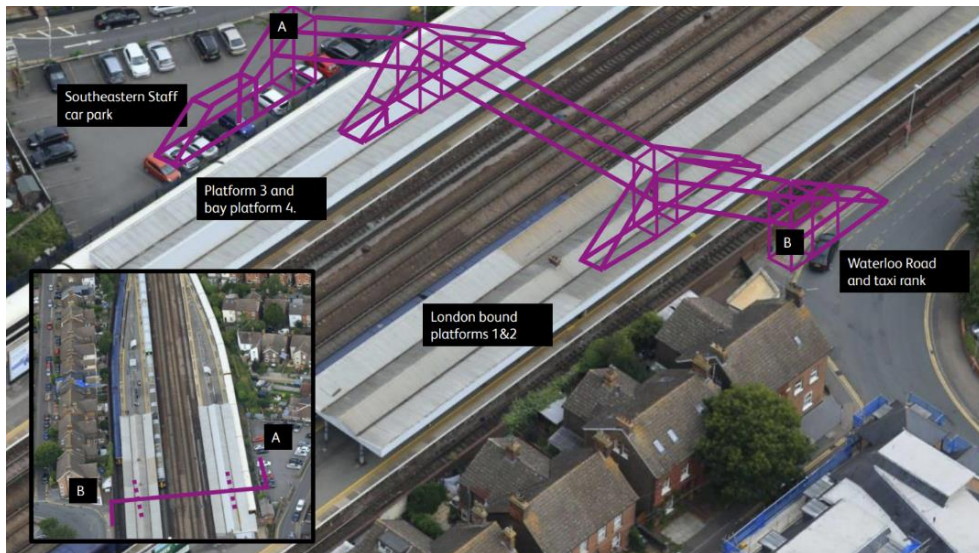 A
Southeastern Staff
car park
Platform 3 and
bay platform 4.
B
Waterloo Road
and taxi rank
London bound
platforms 1&2
A
B